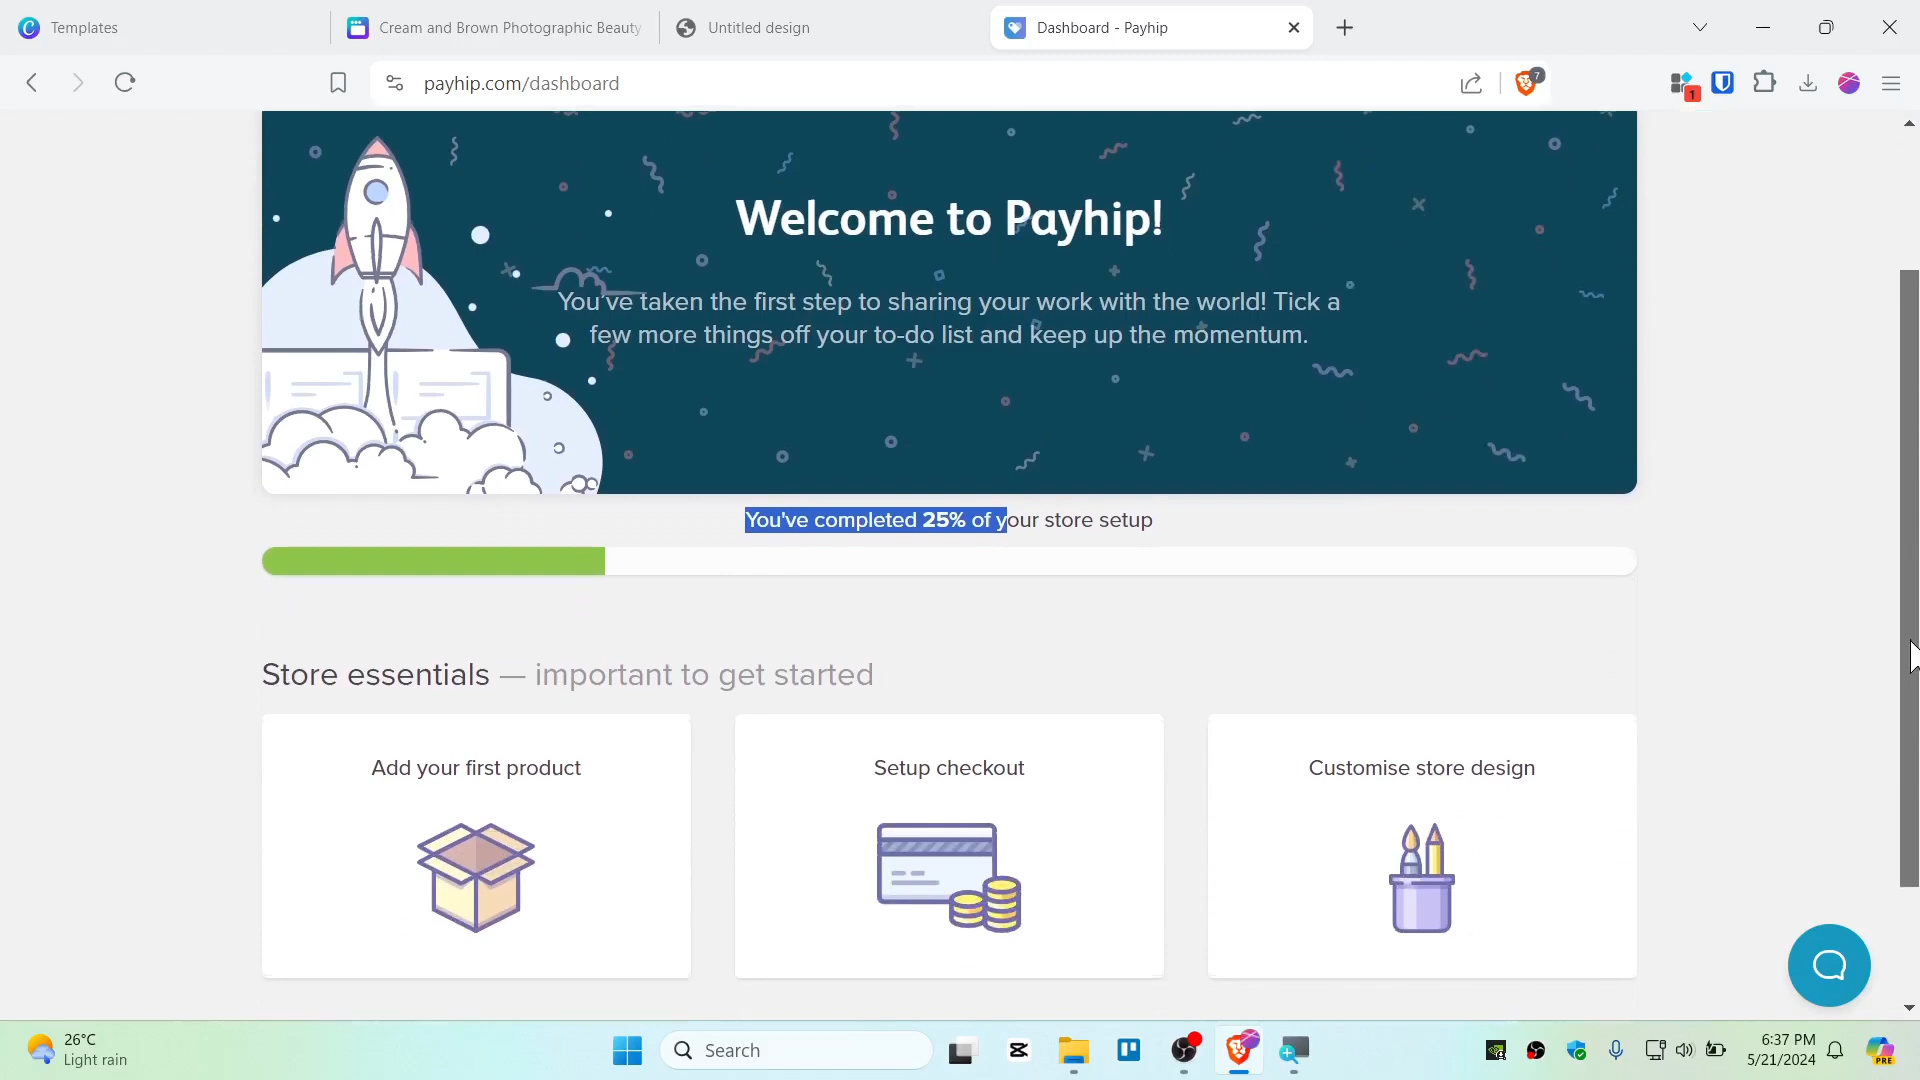 Templates
Cream and Brown Photographic Beauty
Untitled design
Dashboard - Payhip
payhip.com/dashboard
7
1
Welcome to Payhip!
You've taken the first step to sharing your work with the world! Tick a
few more things off your to-do list and keep up the momentum.
You've completed 25% of your store setup
Store essentials — important to get started
Add your first product
Setup checkout
Customise store design
26°C
Light rain
Search
6:37 PM
5/21/2024
PRE